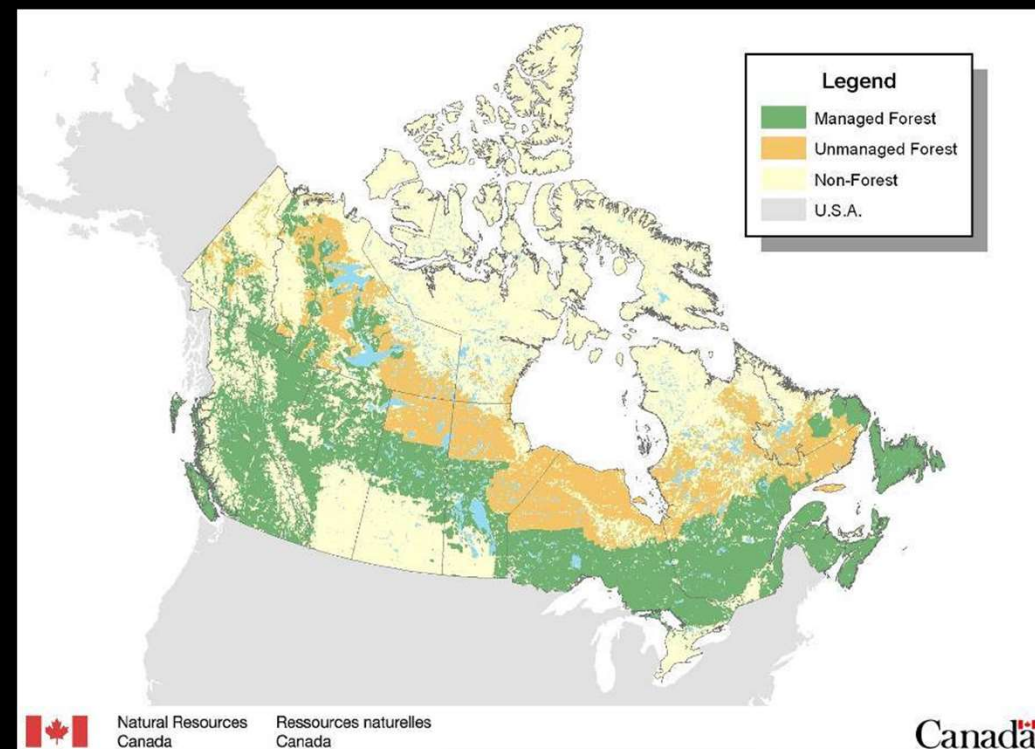 Legend
Managed Forest
Unmanaged Forest
Non-Forest
U.S.A.
Natural Resources Canada
Ressources naturelles Canada
Canada